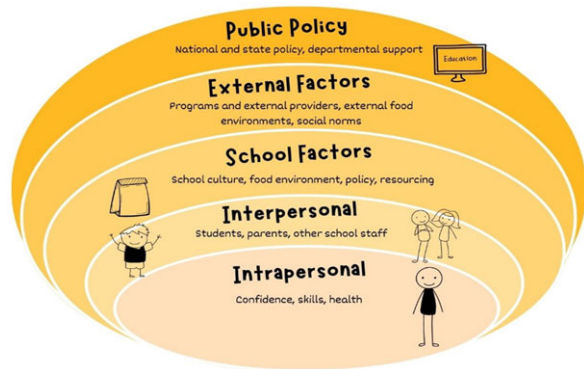 Public Policy
National and state policy, departmental support
Education
External Factors
Programs and external providers, external food
environments, social norms
School Factors
School culture, food environment, policy, resourcing
Interpersonal
Students, parents, other school staff
Intrapersonal
Confidence, skills, health